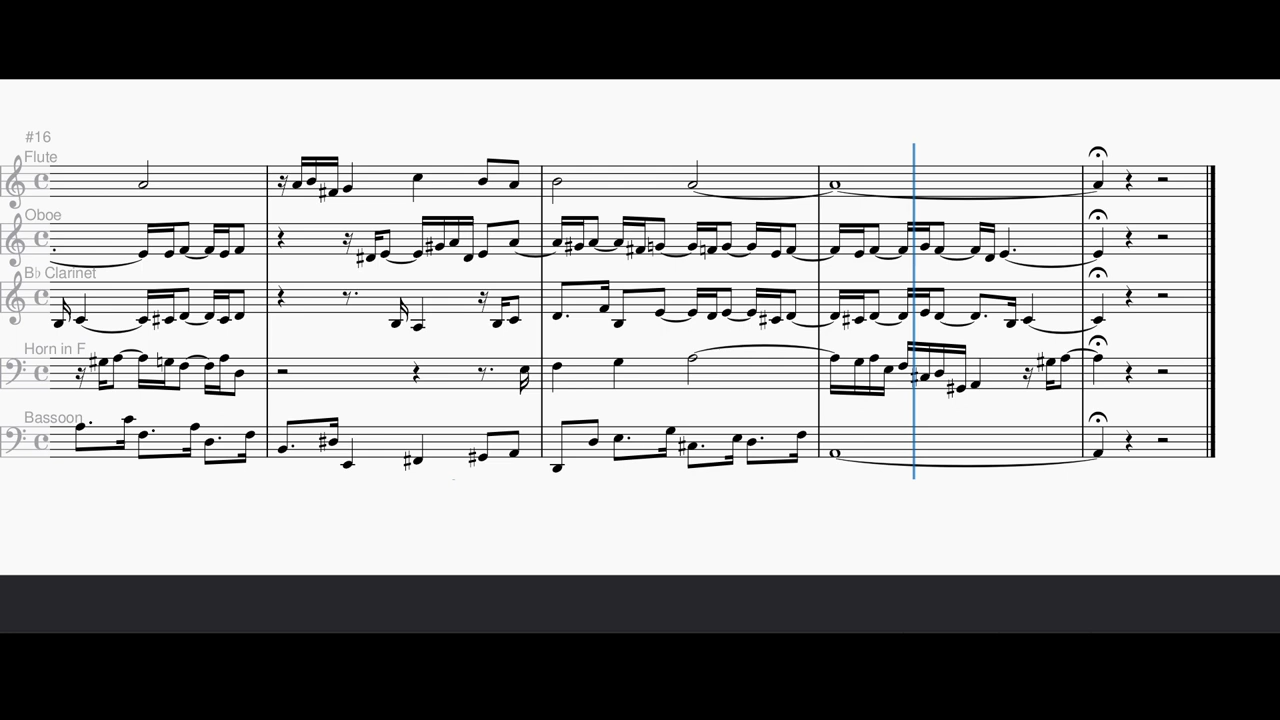 #16
Flute
Oboe
B♭ Clarinet
Horn in F
Bassoon